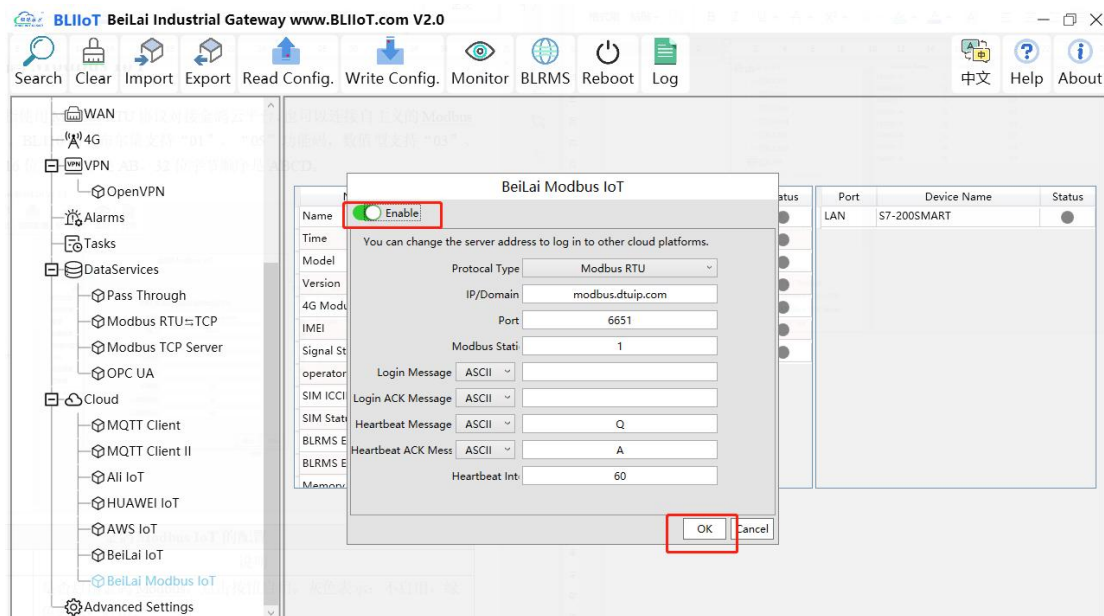 BLIIoT BeiLai Industrial Gateway www.BLIIoT.com V2.0
Search Clear Import Export Read Config. Write Config. Monitor BLRMS Reboot Log 中文 Help About
WAN
4G
VPN
OpenVPN
Alarms
Tasks
DataServices
Pass Through
Modbus RTU⇆TCP
Modbus TCP Server
OPC UA
Cloud
MQTT Client
MQTT Client II
Ali IoT
HUAWEI IoT
AWS IoT
BeiLai IoT
BeiLai Modbus IoT
Advanced Settings
Name
Time
Model
Version
4G Modu
IMEI
Signal St
operator
SIM ICCI
SIM Stat
BLRMS E
BLRMS E
Memory
BeiLai Modbus IoT
Enable
You can change the server address to log in to other cloud platforms.
Protocal Type Modbus RTU
IP/Domain modbus.dtuip.com
Port 6651
Modbus Stati 1
Login Message ASCII
Login ACK Message ASCII
Heartbeat Message ASCII Q
Heartbeat ACK Mess ASCII A
Heartbeat Int 60
OK Cancel
atus
Port Device Name Status
LAN S7-200SMART